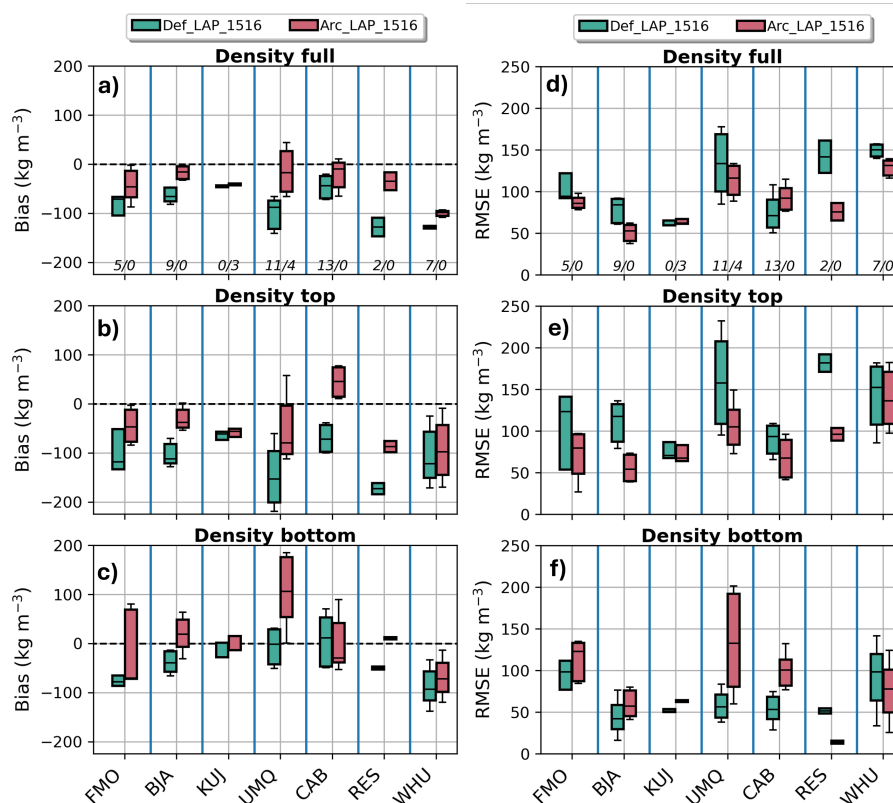 Def_LAP_1516 Arc_LAP_1516
Density full
a)
Bias (kg m⁻³)
200
100
0
−100
−200
5/0 9/0 0/3 11/4 13/0 2/0 7/0
Density top
b)
Bias (kg m⁻³)
200
100
0
−100
−200
Density bottom
c)
Bias (kg m⁻³)
200
100
0
−100
−200
FMO BJA KUJ UMQ CAB RES WHU
Def_LAP_1516 Arc_LAP_1516
Density full
d)
RMSE (kg m⁻³)
250
200
150
100
50
0
5/0 9/0 0/3 11/4 13/0 2/0 7/0
Density top
e)
RMSE (kg m⁻³)
250
200
150
100
50
0
Density bottom
f)
RMSE (kg m⁻³)
250
200
150
100
50
0
FMO BJA KUJ UMQ CAB RES WHU